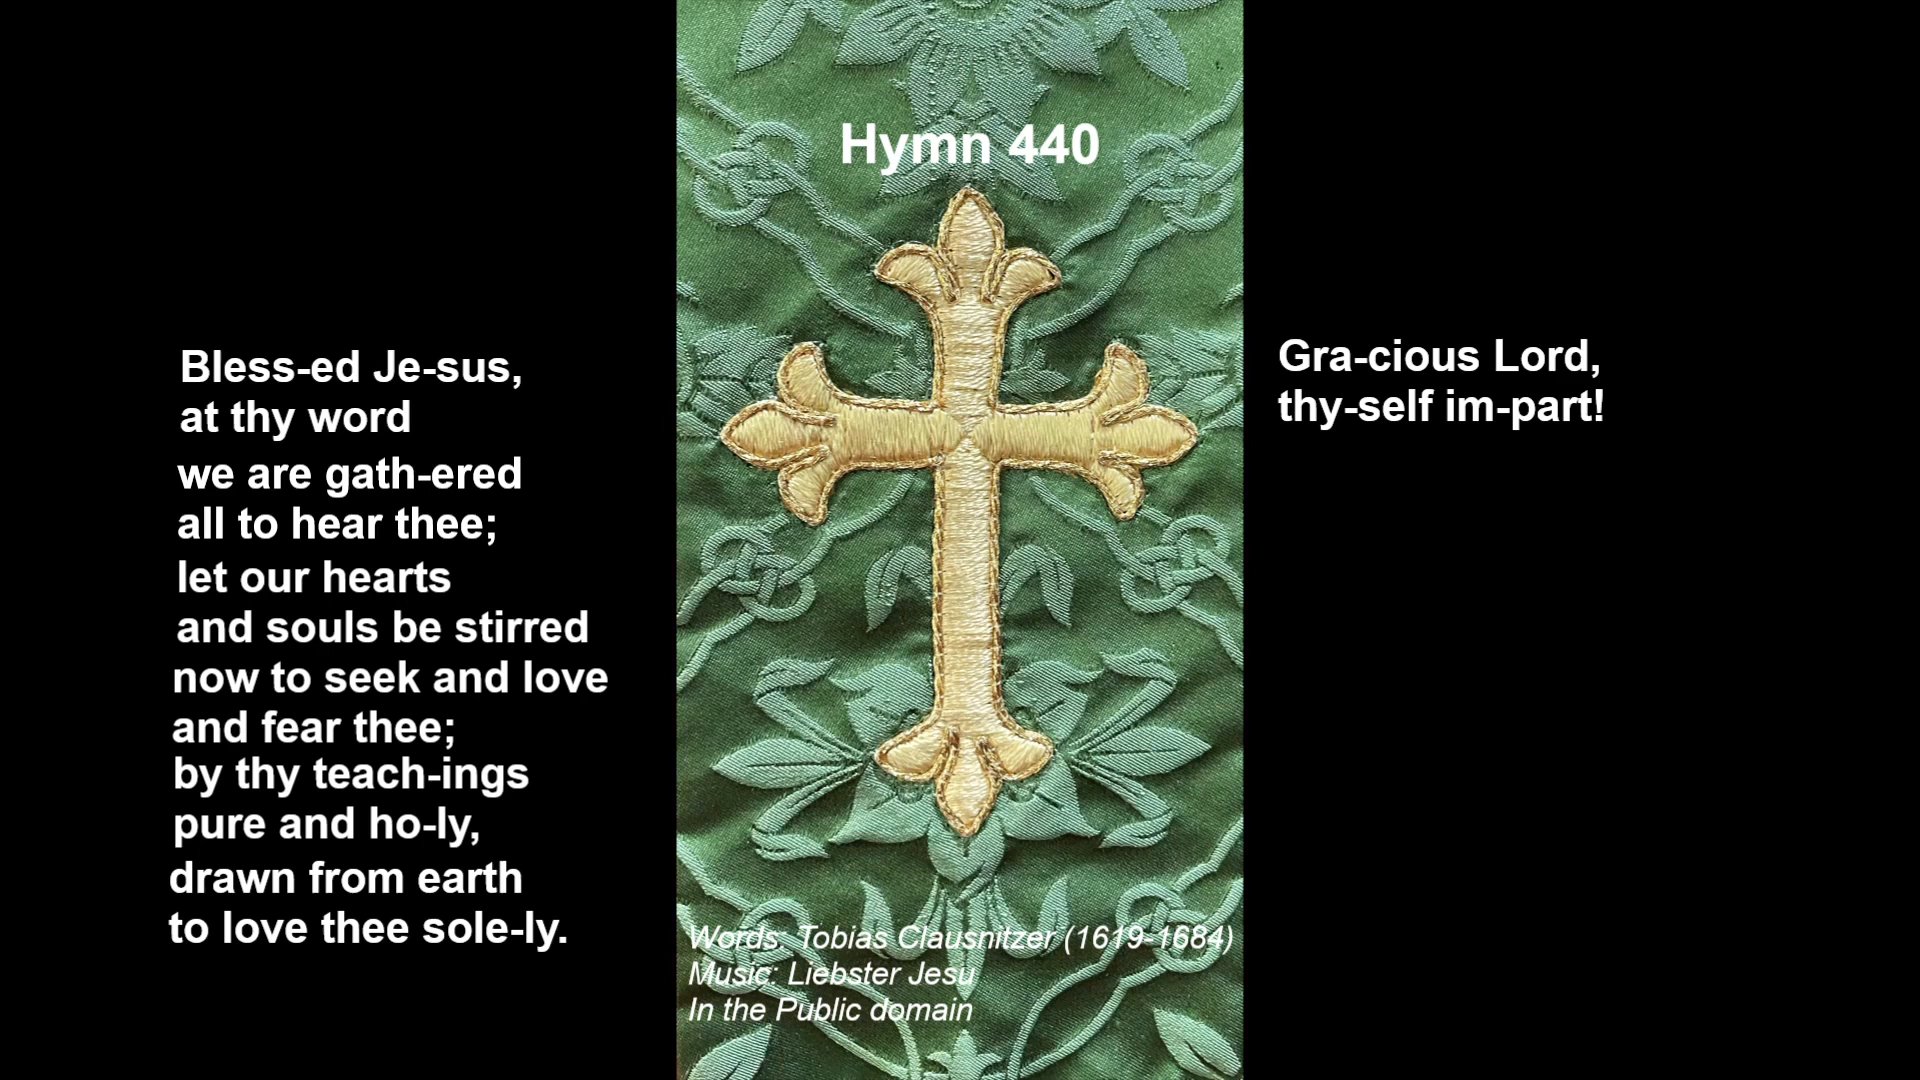 Hymn 440
Bless-ed Je-sus,
at thy word
we are gath-ered
all to hear thee;
let our hearts
and souls be stirred
now to seek and love
and fear thee;
by thy teach-ings
pure and ho-ly,
drawn from earth
to love thee sole-ly.
Gra-cious Lord,
thy-self im-part!
Words: Tobias Clausnitzer (1619-1684)
Music: Liebster Jesu
In the Public domain